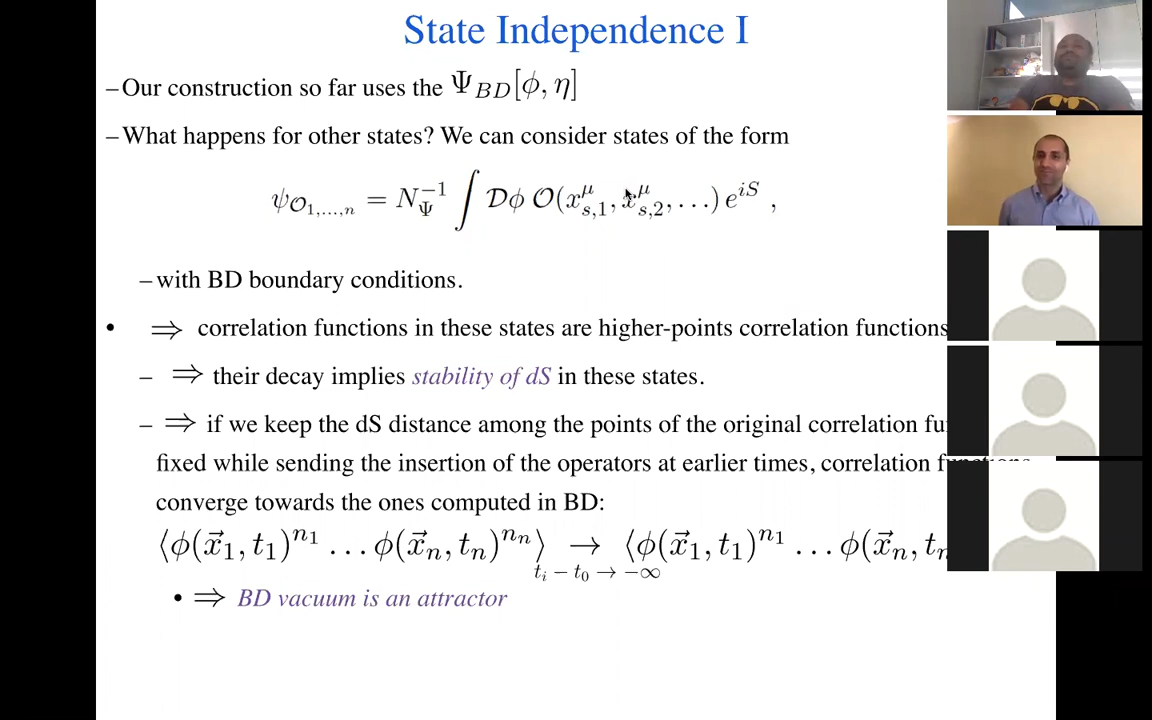 State Independence I
– Our construction so far uses the Ψ_{BD}[ϕ, η]
– What happens for other states? We can consider states of the form
ψ_{𝒪_{1,…,n}} = N_Ψ^{-1} ∫ 𝒟ϕ 𝒪(x^μ_{s,1}, x^μ_{s,2}, …) e^{iS} ,
– with BD boundary conditions.
• ⟹ correlation functions in these states are higher-points correlation functions
– ⟹ their decay implies stability of dS in these states.
– ⟹ if we keep the dS distance among the points of the original correlation
fixed while sending the insertion of the operators at earlier times, correlation
converge towards the ones computed in BD:
⟨ϕ(x⃗_1, t_1)^{n_1} … ϕ(x⃗_n, t_n)^{n_n}⟩ → ⟨ϕ(x⃗_1, t_1)^{n_1} … ϕ(x⃗_n, t_n
t_i − t_0 → −∞
• ⟹ BD vacuum is an attractor